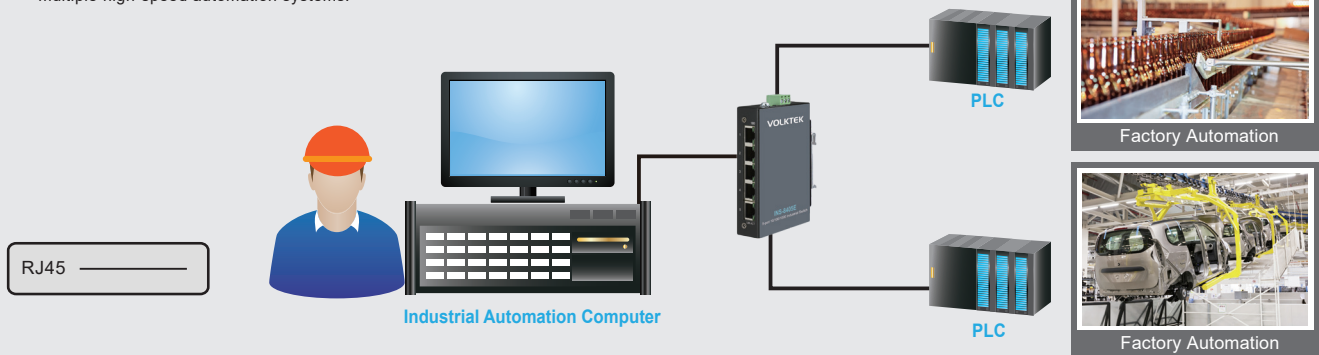 multiple high-speed automation systems.
PLC
Factory Automation
VOLKTEK
RJ45
Industrial Automation Computer
PLC
Factory Automation